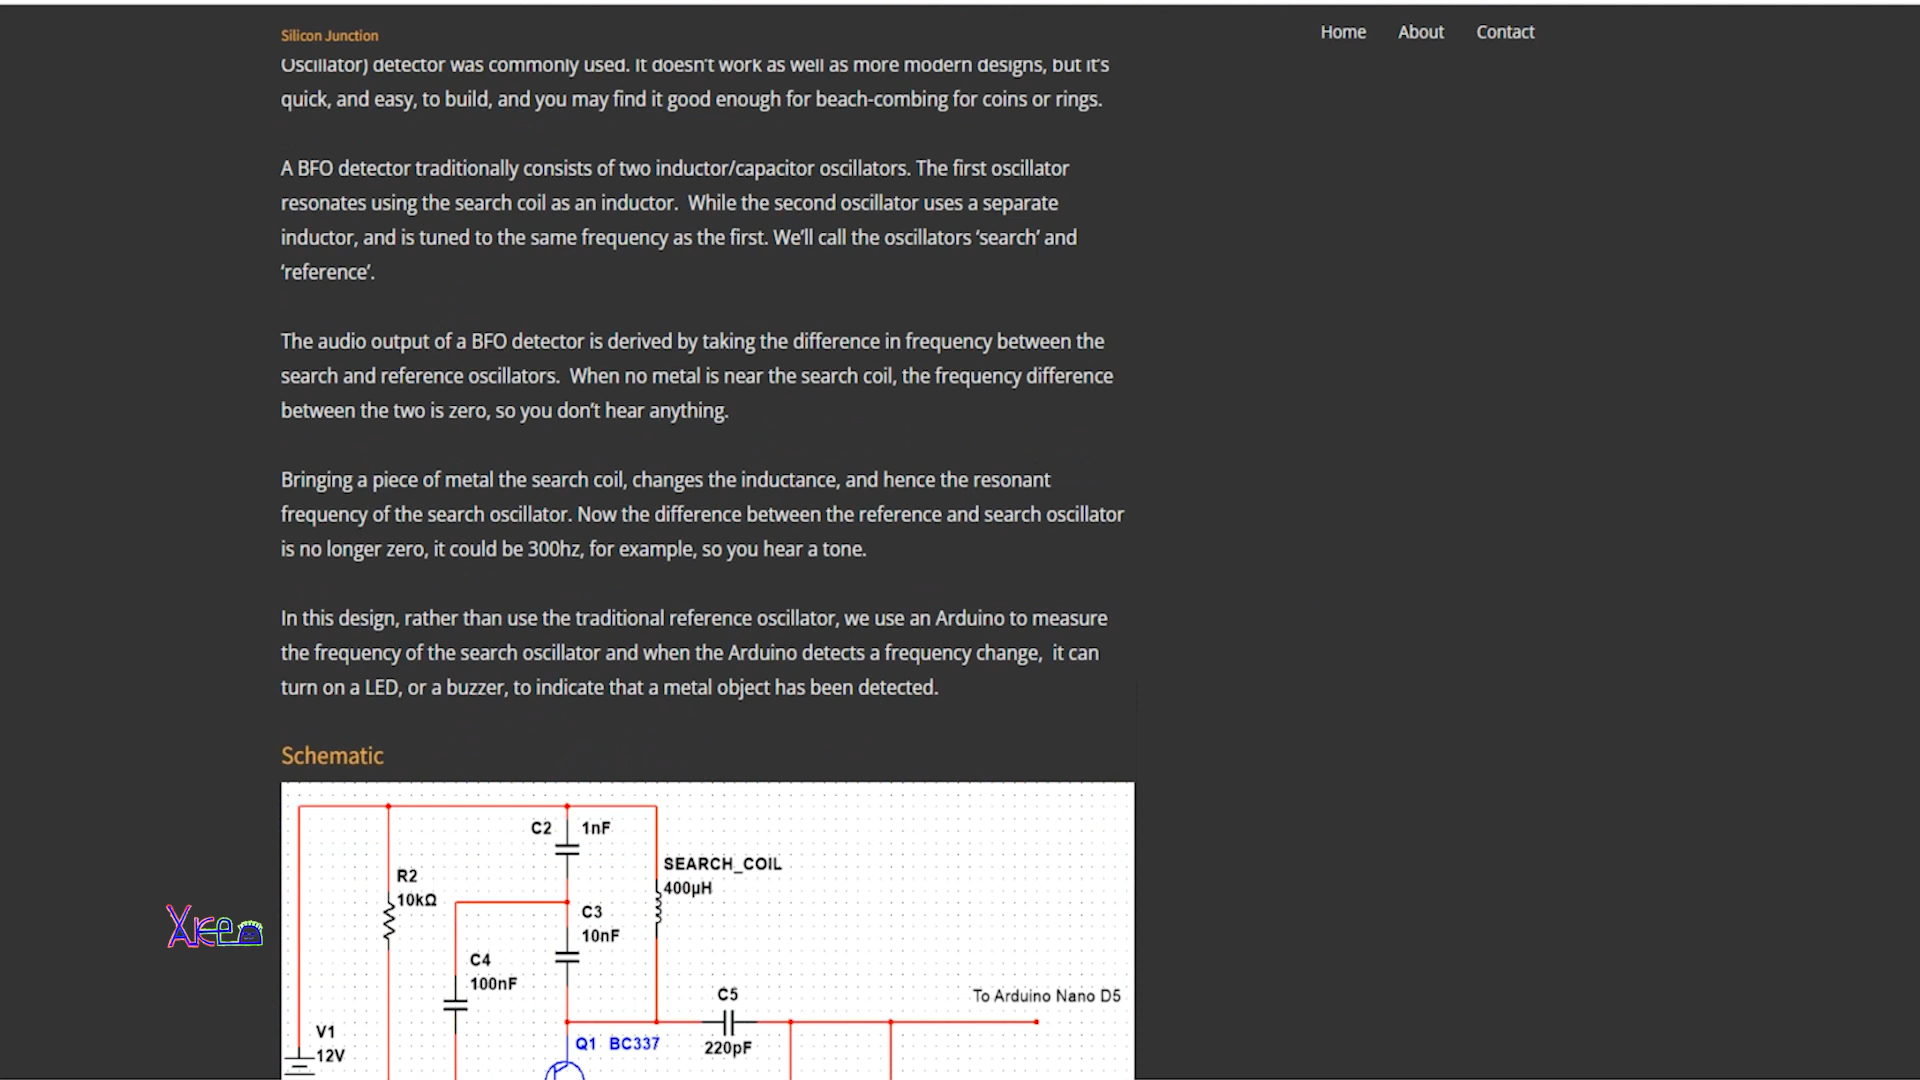 Silicon Junction
Home
About
Contact
Oscillator) detector was commonly used. It doesn't work as well as more modern designs, but it's
quick, and easy, to build, and you may find it good enough for beach-combing for coins or rings.
A BFO detector traditionally consists of two inductor/capacitor oscillators. The first oscillator
resonates using the search coil as an inductor.  While the second oscillator uses a separate
inductor, and is tuned to the same frequency as the first. We'll call the oscillators ‘search’ and
‘reference’.
The audio output of a BFO detector is derived by taking the difference in frequency between the
search and reference oscillators.  When no metal is near the search coil, the frequency difference
between the two is zero, so you don't hear anything.
Bringing a piece of metal the search coil, changes the inductance, and hence the resonant
frequency of the search oscillator. Now the difference between the reference and search oscillator
is no longer zero, it could be 300hz, for example, so you hear a tone.
In this design, rather than use the traditional reference oscillator, we use an Arduino to measure
the frequency of the search oscillator and when the Arduino detects a frequency change,  it can
turn on a LED, or a buzzer, to indicate that a metal object has been detected.
Schematic
C2 1nF
SEARCH_COIL
400µH
R2
10kΩ
C3
10nF
C4
100nF
C5
220pF
To Arduino Nano D5
V1
12V
Q1 BC337